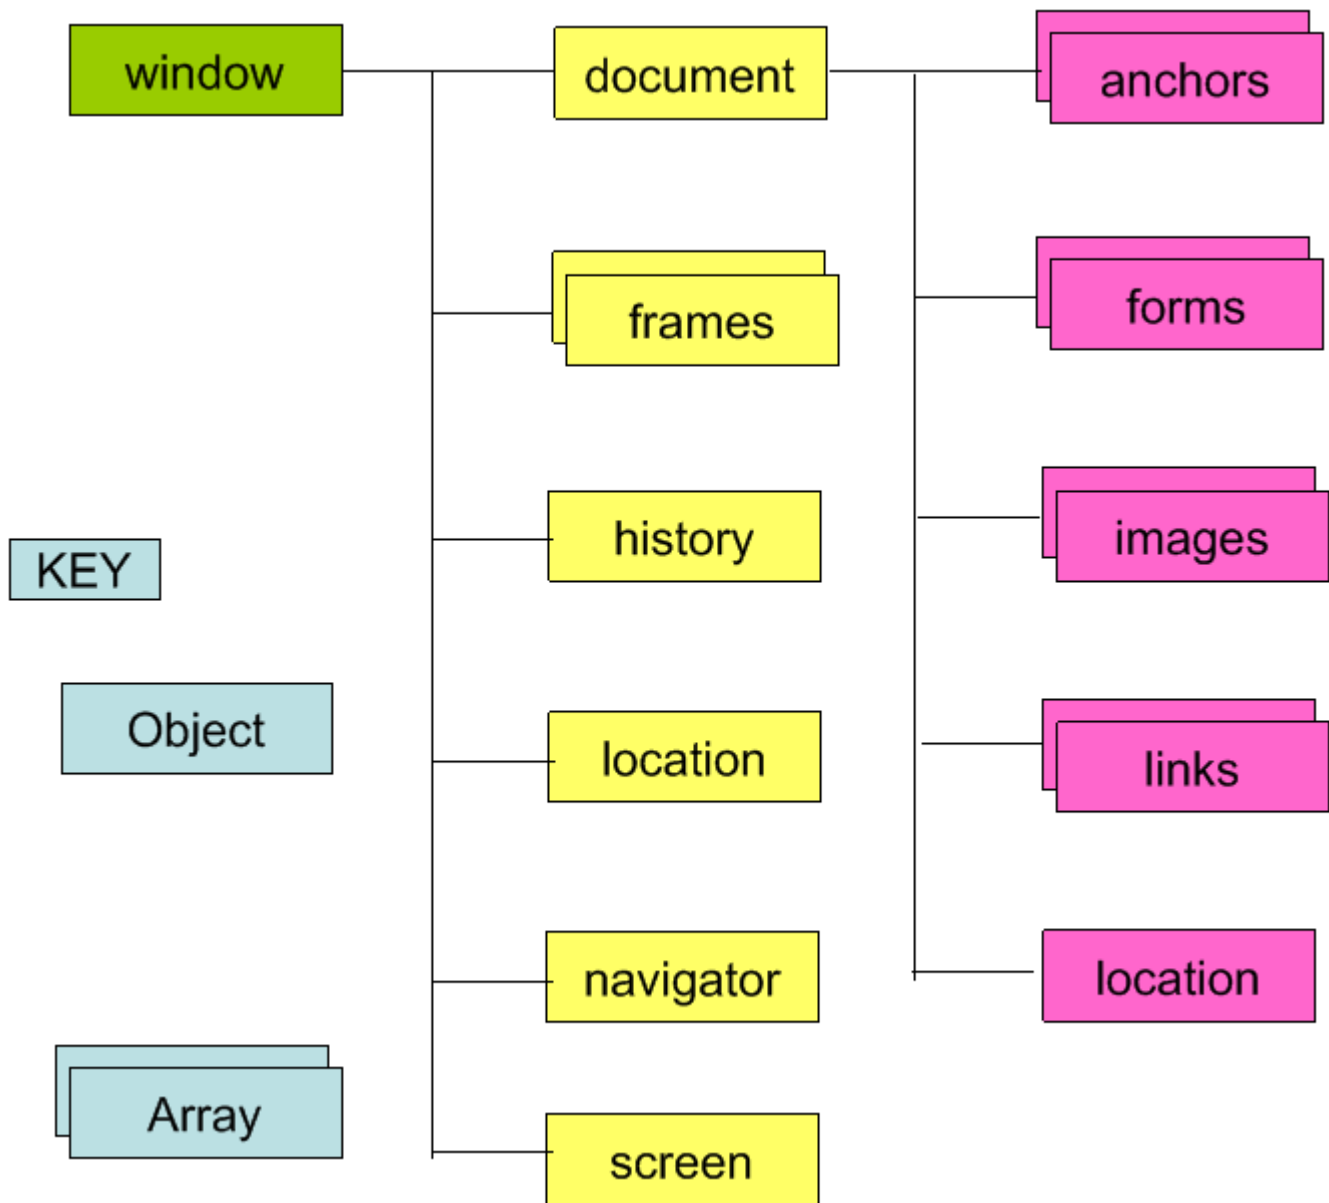 window
document
anchors
frames
forms
history
images
KEY
Object
location
links
navigator
location
Array
screen